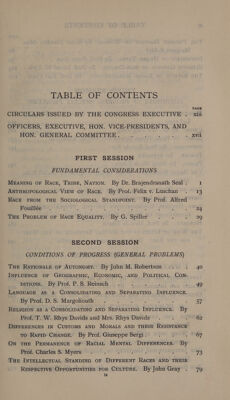 TABLE OF CONTENTS
PAGE
CIRCULARS ISSUED BY THE CONGRESS EXECUTIVE . xiii
OFFICERS, EXECUTIVE, HON. VICE-PRESIDENTS, AND
HON. GENERAL COMMITTEE . . . . . xvii
FIRST SESSION
FUNDAMENTAL CONSIDERATIONS
Meaning of Race, Tribe, Nation. By Dr. Brajendranath Seal . 1
Anthropological View of Race. By Prof. Felix v. Luschan . 13
Race from the Sociological Standpoint. By Prof. Alfred
Fouillée . . . . . . . . . 24
The Problem of Race Equality. By G. Spiller . . . 29
SECOND SESSION
CONDITIONS OF PROGRESS (GENERAL PROBLEMS)
The Rationale of Autonomy. By John M. Robertson . . 40
Influence of Geographic, Economic, and Political Con-
ditions. By Prof. P. S. Reinsch . . . . . 49
Language as a Consolidating and Separating Influence.
By Prof. D. S. Margoliouth . . . . . . 57
Religion as a Consolidating and Separating Influence. By
Prof. T. W. Rhys Davids and Mrs. Rhys Davids . . 62
Differences in Customs and Morals and their Resistance
to Rapid Change. By Prof. Giuseppe Sergi . . . 67
On the Permanence of Racial Mental Differences. By
Prof. Charles S. Myers . . . . . . 73
The Intellectual Standing of Different Races and their
Respective Opportunities for Culture. By John Gray . 79
ix